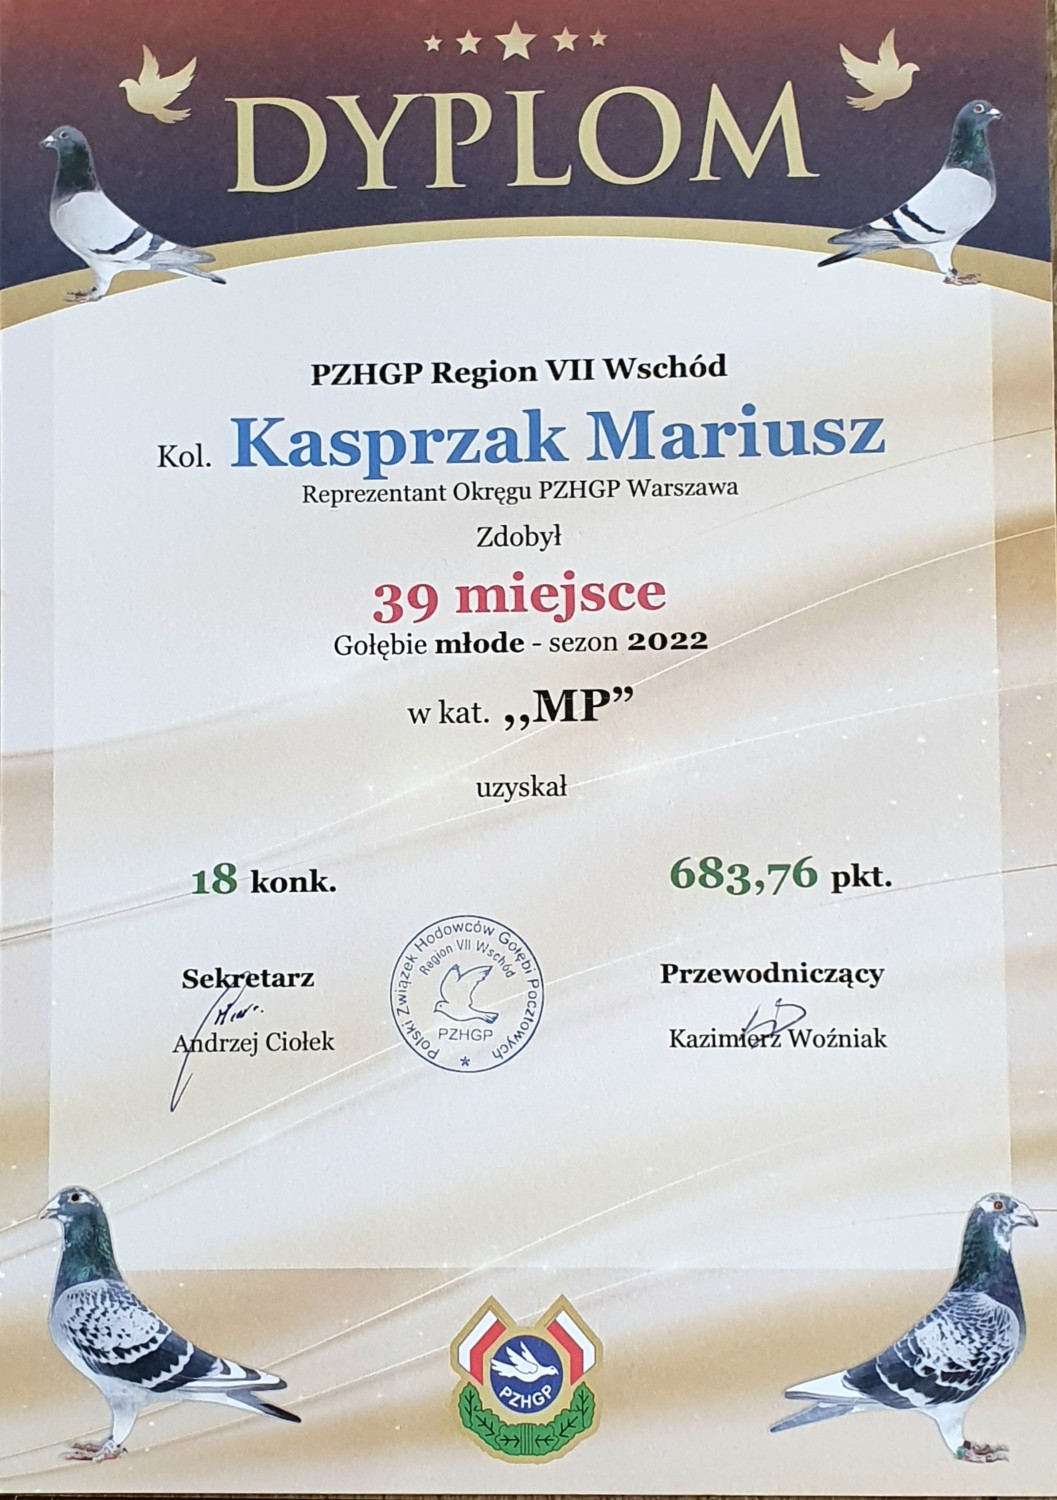 DYPLOM
PZHGP Region VII Wschód
Kol. Kasprzak Mariusz
Reprezentant Okręgu PZHGP Warszawa
Zdobył
39 miejsce
Gołębie młode - sezon 2022
w kat. ,,MP”
uzyskał
18 konk.
683,76 pkt.
Sekretarz
Andrzej Ciołek
Polski Związek Hodowców Gołębi Pocztowych
Region VII Wschód
PZHGP
*
Przewodniczący
Kazimierz Woźniak
PZHGP